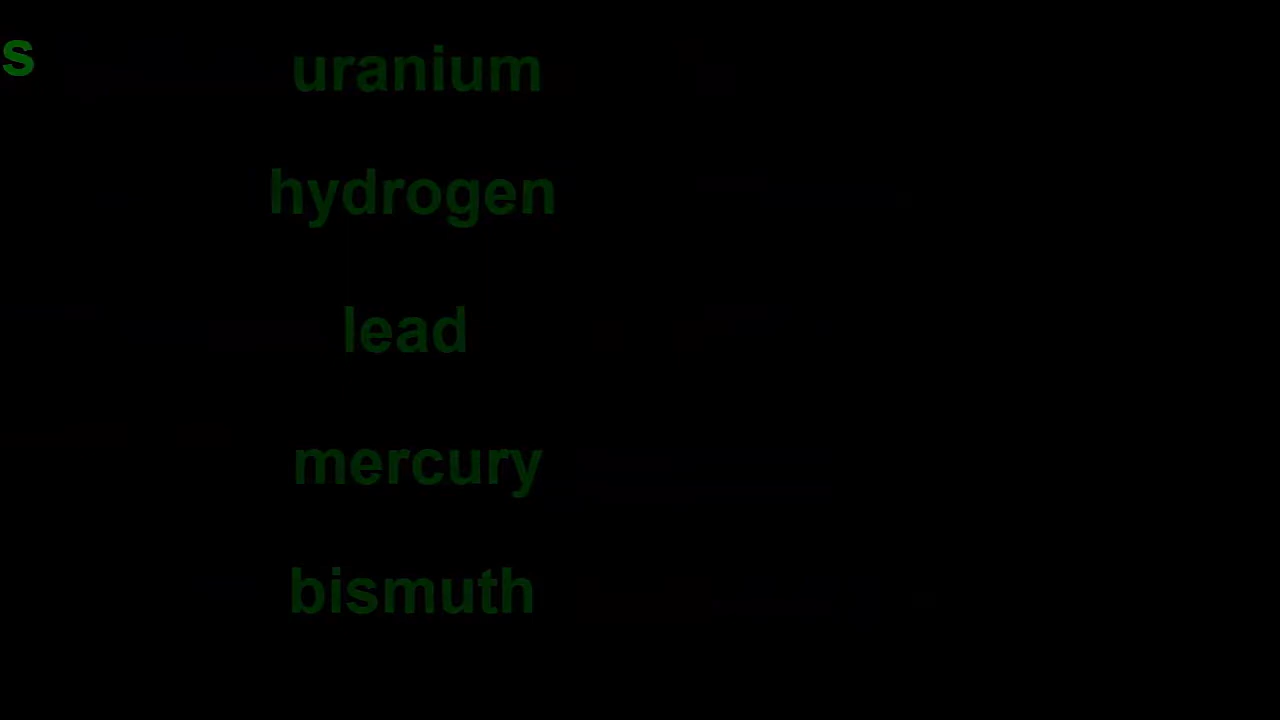 s
uranium
hydrogen
lead
mercury
bismuth